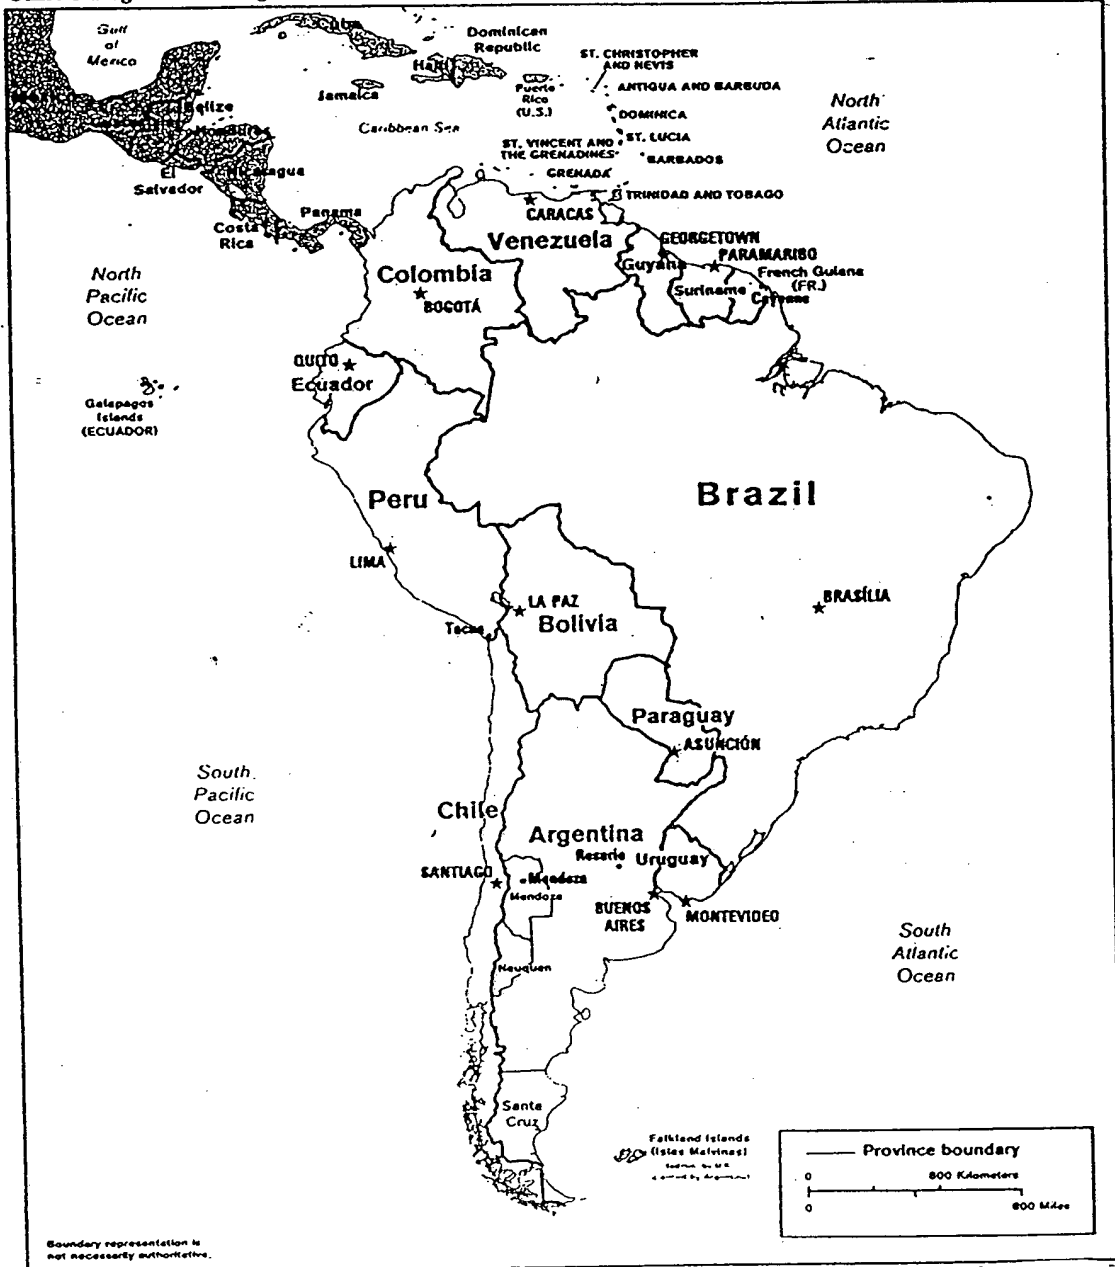 Gulf
of
Mexico
Dominican
Republic
Haiti
Jamaica
Puerto
Rico
(U.S.)
ST. CHRISTOPHER
AND NEVIS
ANTIGUA AND BARBUDA
DOMINICA
ST. LUCIA
ST. VINCENT AND
THE GRENADINES
BARBADOS
GRENADA
TRINIDAD AND TOBAGO
North
Atlantic
Ocean
Caribbean Sea
Belize
Honduras
El
Salvador
Nicaragua
Costa
Rica
Panama
CARACAS
Venezuela
GEORGETOWN
Guyana
PARAMARIBO
Suriname
French Guiana
(FR.)
Cayenne
Colombia
BOGOTÁ
North
Pacific
Ocean
QUITO
Ecuador
Galapagos
Islands
(ECUADOR)
Peru
LIMA
Brazil
BRASÍLIA
LA PAZ
Bolivia
Tacna
Paraguay
ASUNCIÓN
South
Pacific
Ocean
Chile
SANTIAGO
Argentina
Rosario
Uruguay
Mendoza
Mendoza
BUENOS
AIRES
MONTEVIDEO
Neuquen
South
Atlantic
Ocean
Santa
Cruz
Falkland Islands
(Islas Malvinas)
Province boundary
0 800 Kilometers
0 800 Miles
Boundary representation is
not necessarily authoritative.